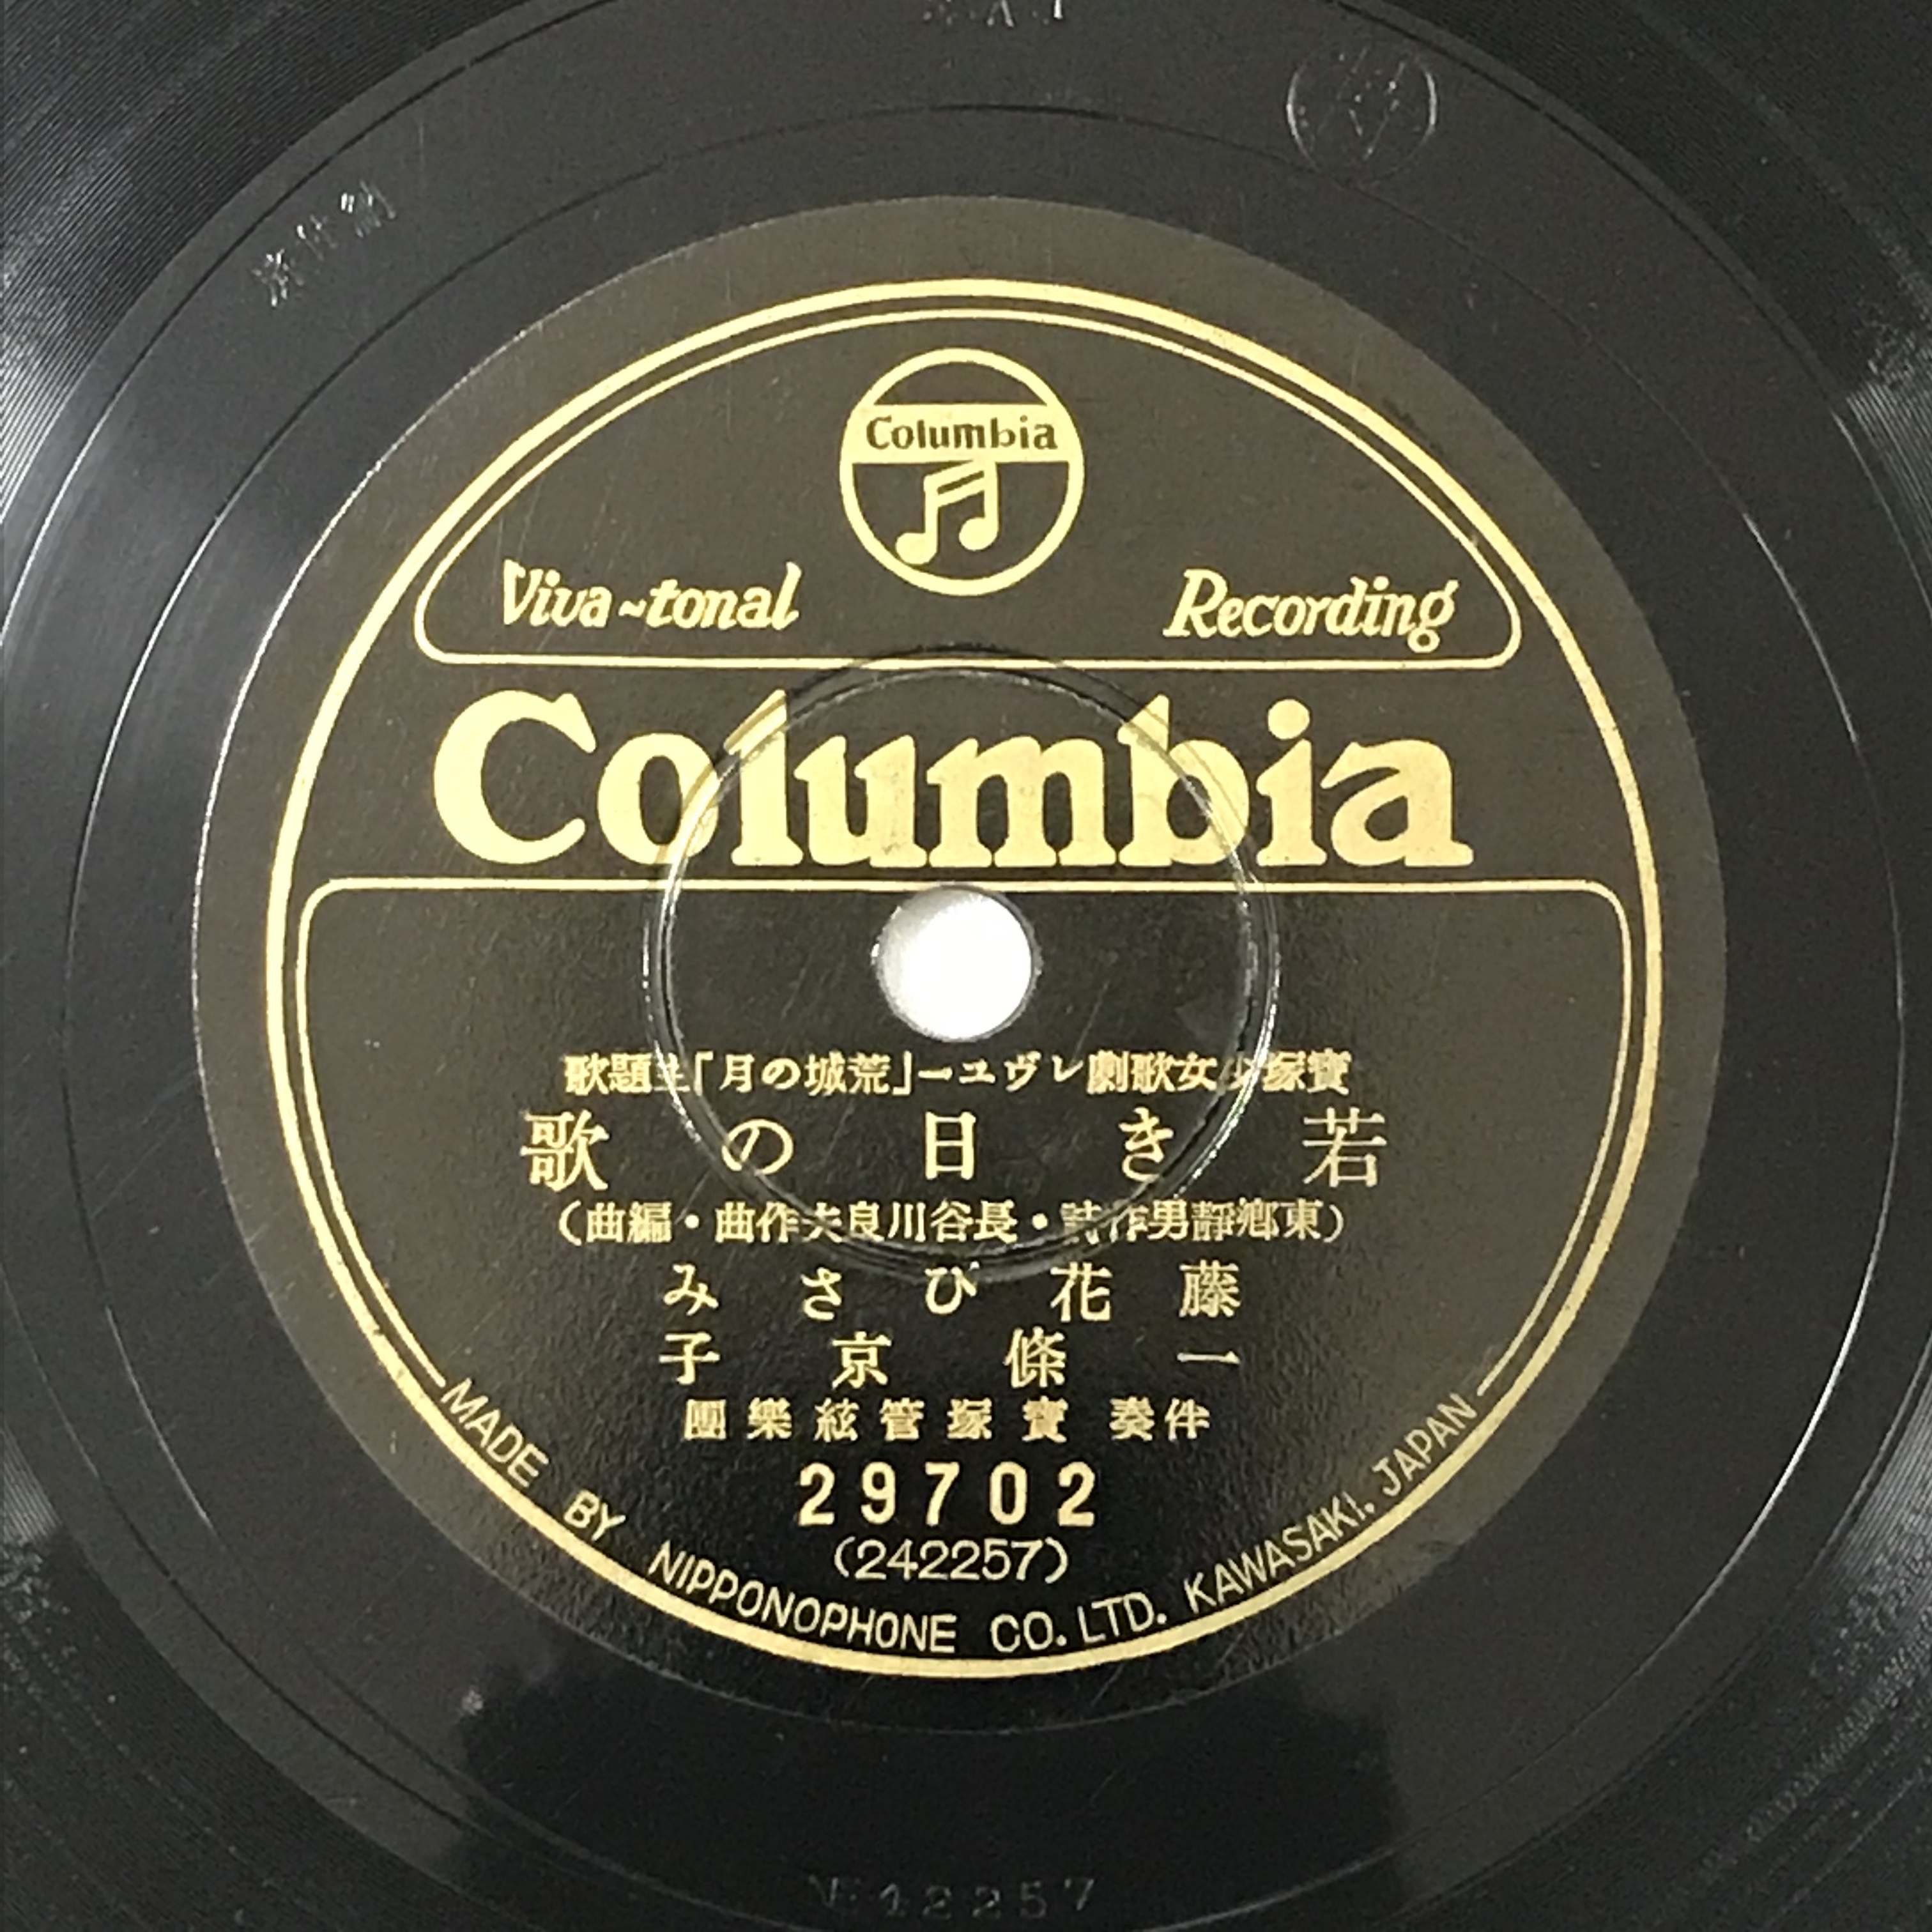 Columbia
Viva-tonal Recording
Columbia
寶塚少女歌劇レヴユー「荒城の月」主題歌
若き日の歌
(東郷靜男作詩・長谷川良夫作曲・編曲)
藤花ひさみ
一條京子
伴奏 寶塚管絃樂團
29702
(242257)
MADE BY NIPPONOPHONE CO. LTD. KAWASAKI. JAPAN